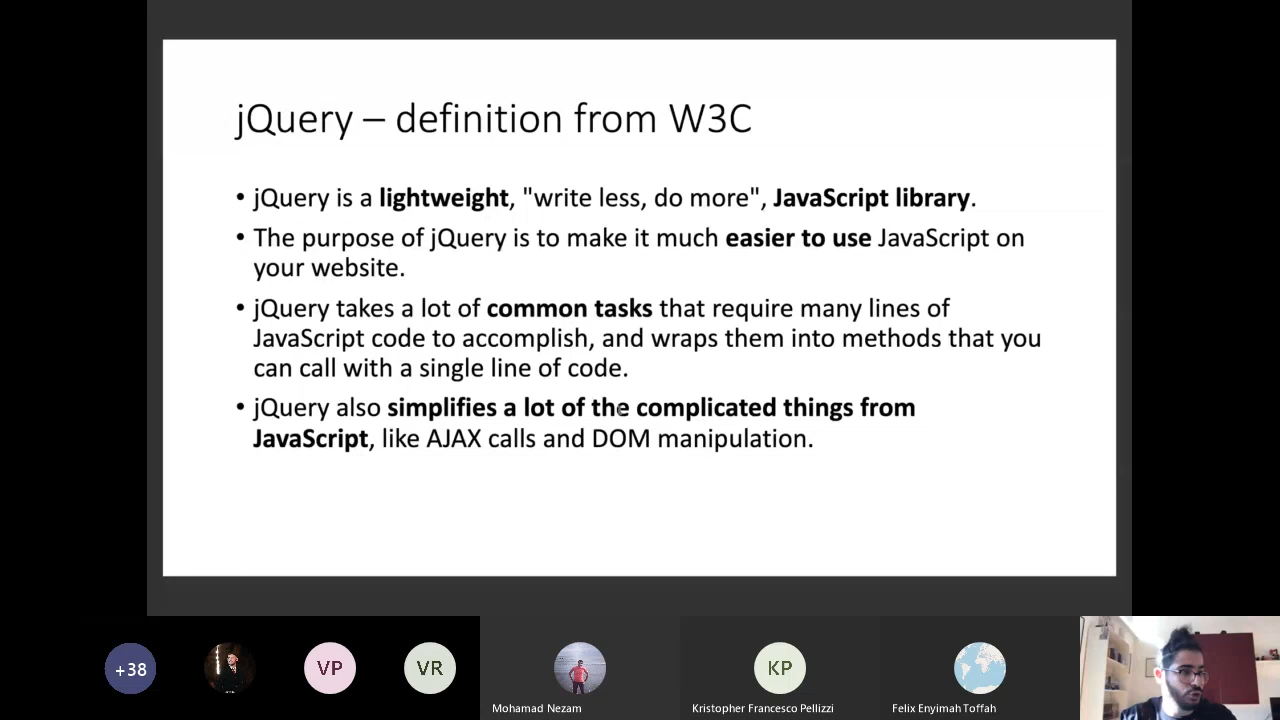 jQuery – definition from W3C
• jQuery is a lightweight, "write less, do more", JavaScript library.
• The purpose of jQuery is to make it much easier to use JavaScript on
your website.
• jQuery takes a lot of common tasks that require many lines of
JavaScript code to accomplish, and wraps them into methods that you
can call with a single line of code.
• jQuery also simplifies a lot of the complicated things from
JavaScript, like AJAX calls and DOM manipulation.
+38
VP
VR
KP
Mohamad Nezam
Kristopher Francesco Pellizzi
Felix Enyimah Toffah